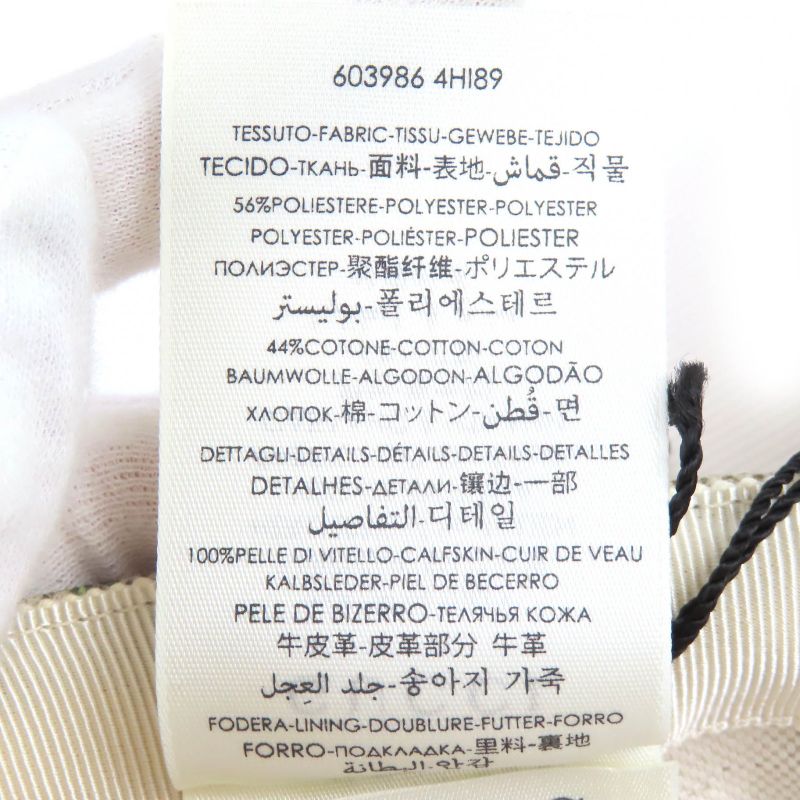 603986 4HI89
TESSUTO-FABRIC-TISSU-GEWEBE-TEJIDO
TECIDO-ТКАНЬ-面料-表地-قماش-직물
56%POLIESTERE-POLYESTER-POLYESTER
POLYESTER-POLIÉSTER-POLIESTER
ПОЛИЭСТЕР-聚酯纤维-ポリエステル
بوليستر-폴리에스테르
44%COTONE-COTTON-COTON
BAUMWOLLE-ALGODON-ALGODÃO
ХЛОПОК-棉-コットン-قُطن-면
DETTAGLI-DETAILS-DÉTAILS-DETAILS-DETALLES
DETALHES-ДЕТАЛИ-镶边-一部
التفاصيل-디테일
100%PELLE DI VITELLO-CALFSKIN-CUIR DE VEAU
KALBSLEDER-PIEL DE BECERRO
PELE DE BIZERRO-ТЕЛЯЧЬЯ КОЖА
牛皮革-皮革部分 牛革
جلد العِجل-송아지 가죽
FODERA-LINING-DOUBLURE-FUTTER-FORRO
FORRO-ПОДКЛАДКА-里料-裏地
بطانة البطانة-안감